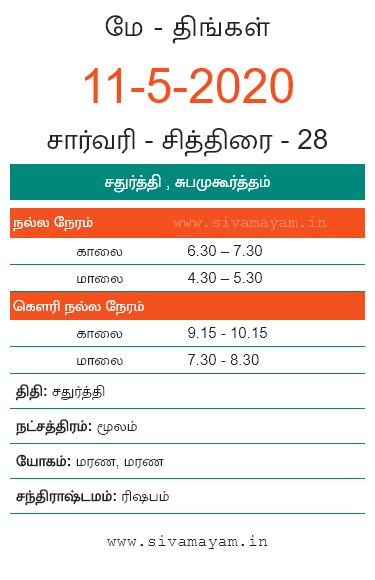 மே - திங்கள்
11-5-2020
சார்வரி - சித்திரை - 28
சதுர்த்தி , சுபமுகூர்த்தம்
நல்ல நேரம் www.sivamayam.in
காலை 6.30 – 7.30
மாலை 4.30 – 5.30
கௌரி நல்ல நேரம்
காலை 9.15 - 10.15
மாலை 7.30 - 8.30
திதி: சதுர்த்தி
நட்சத்திரம்: மூலம்
யோகம்: மரண, மரண
சந்திராஷ்டமம்: ரிஷபம்
www.sivamayam.in